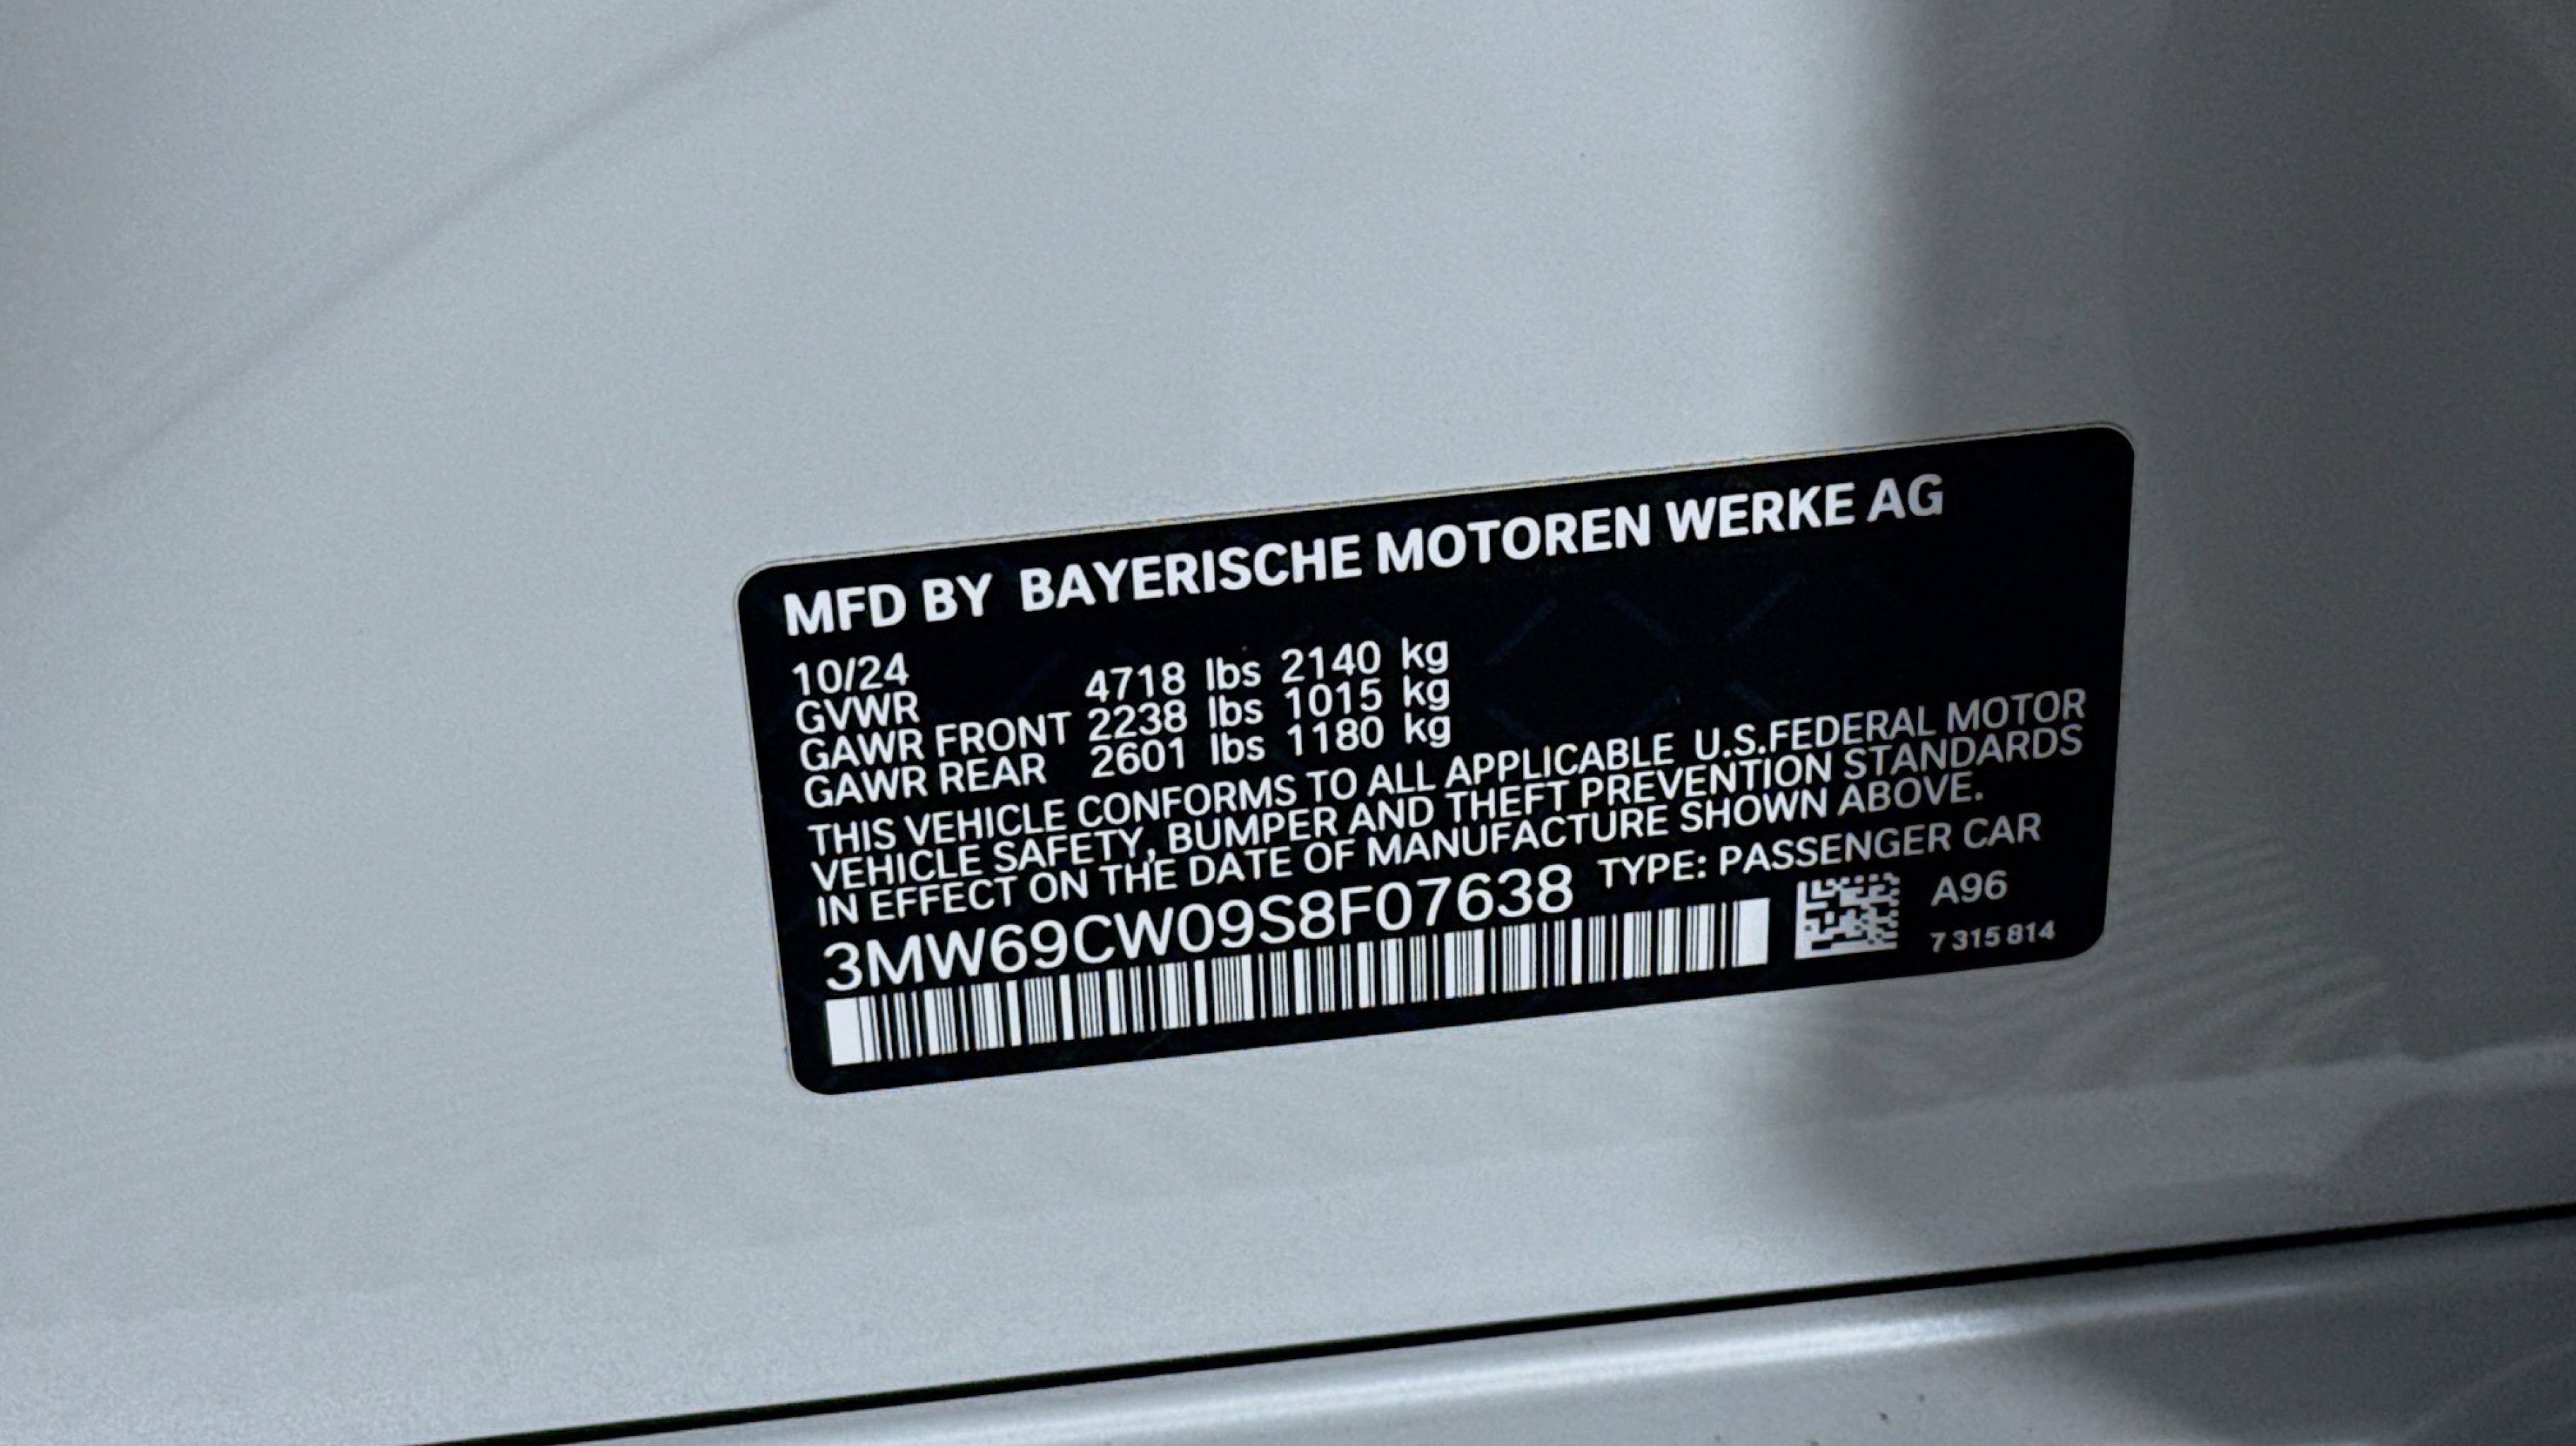 MFD BY BAYERISCHE MOTOREN WERKE AG
10/24
GVWR 4718 lbs 2140 kg
GAWR FRONT 2238 lbs 1015 kg
GAWR REAR 2601 lbs 1180 kg
THIS VEHICLE CONFORMS TO ALL APPLICABLE U.S.FEDERAL MOTOR
VEHICLE SAFETY, BUMPER AND THEFT PREVENTION STANDARDS
IN EFFECT ON THE DATE OF MANUFACTURE SHOWN ABOVE.
3MW69CW09S8F07638 TYPE: PASSENGER CAR
A96
7 315 814